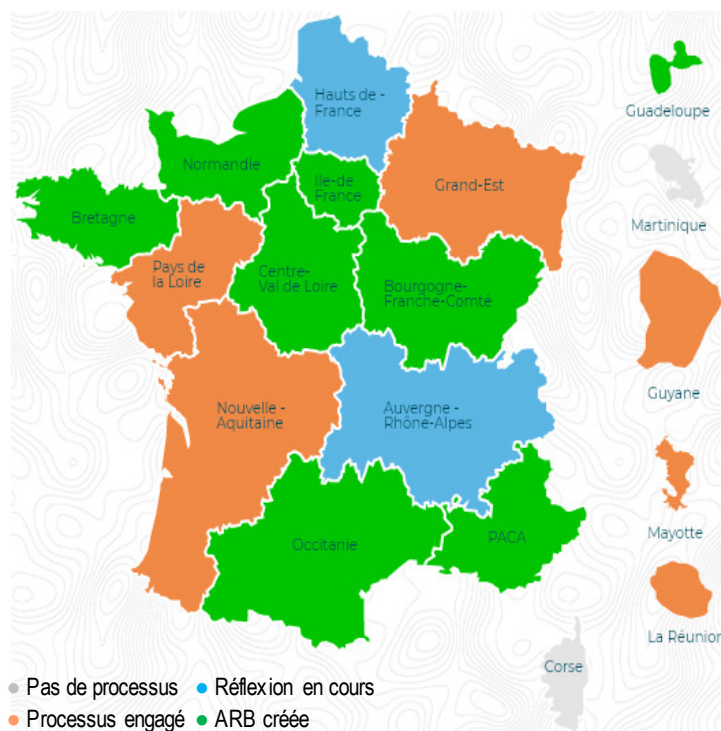 Hauts de -
France
Guadeloupe
Normandie
Ile-de
France
Grand-Est
Bretagne
Martinique
Pays de
la Loire
Centre-
Val de Loire
Bourgogne-
Franche-Comté
Guyane
Nouvelle -
Aquitaine
Auvergne -
Rhône-Alpes
Mayotte
Occitanie
PACA
La Réunion
Corse
Pas de processus
Réflexion en cours
Processus engagé
ARB créée